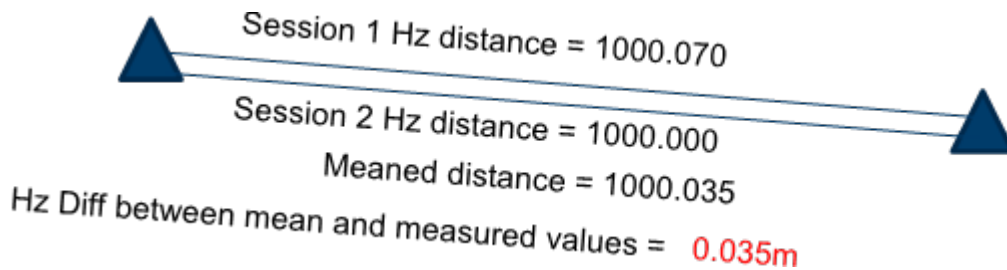 Session 1 Hz distance = 1000.070
Session 2 Hz distance = 1000.000
Meaned distance = 1000.035
Hz Diff between mean and measured values = 0.035m